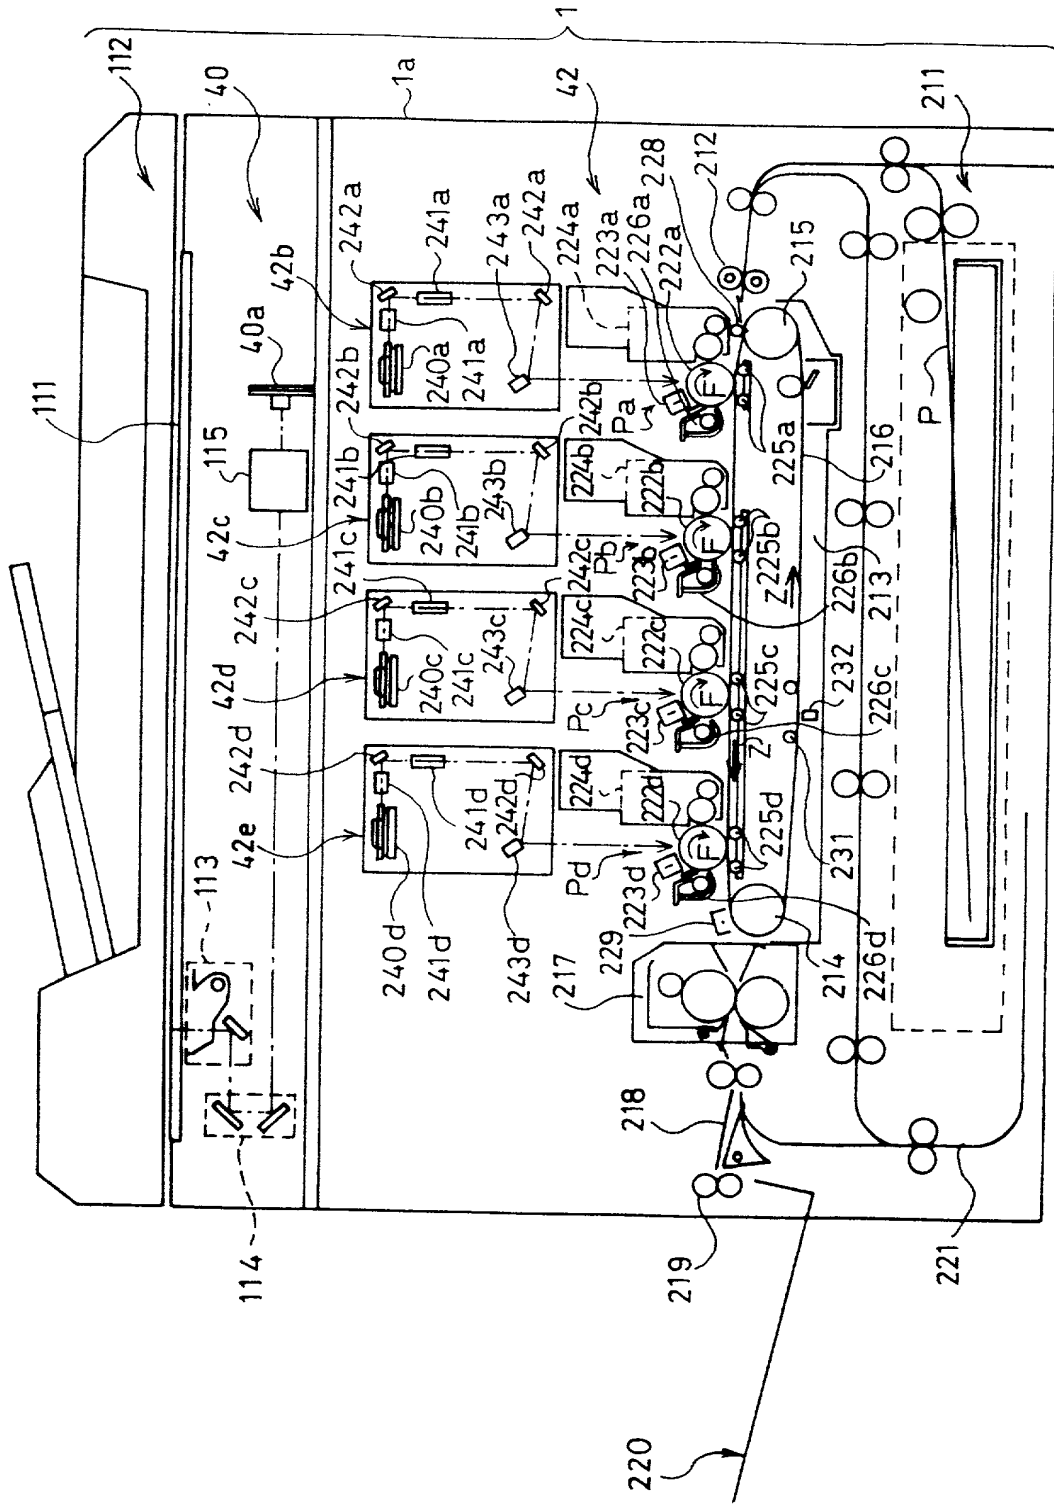 1
112
40
1a
42
211
111
115
40a
42b
242a
241a
243a
242a
224a
223a
226a
222a
228
212
215
240a
241a
242b
42c
241b
240b
241b
243b
242b
224b
222b
223b
Pa
F
225a
216
P
241c
242c
42d
240c
241c
243c
242c
224c
222c
223c
Pb
F
225b
Z
226b
213
242d
42e
241d
242d
224d
222d
Pc
F
225c
Z
232
226c
113
240d
241d
243d
217
229
223d
Pd
F
225d
231
214
226d
114
218
219
221
220